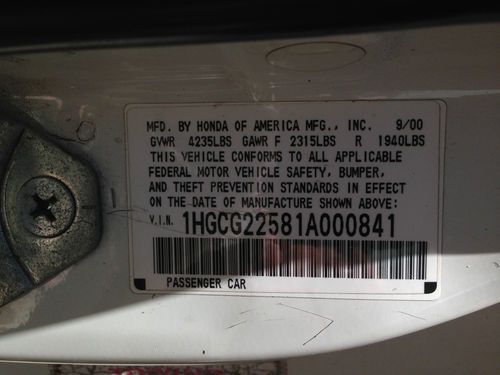 MFD. BY HONDA OF AMERICA MFG., INC. 9/00
GVWR 4235LBS GAWR F 2315LBS R 1940LBS
THIS VEHICLE CONFORMS TO ALL APPLICABLE
FEDERAL MOTOR VEHICLE SAFETY, BUMPER,
AND THEFT PREVENTION STANDARDS IN EFFECT
ON THE DATE OF MANUFACTURE SHOWN ABOVE:
V.I.N. 1HGCG22581A000841
PASSENGER CAR